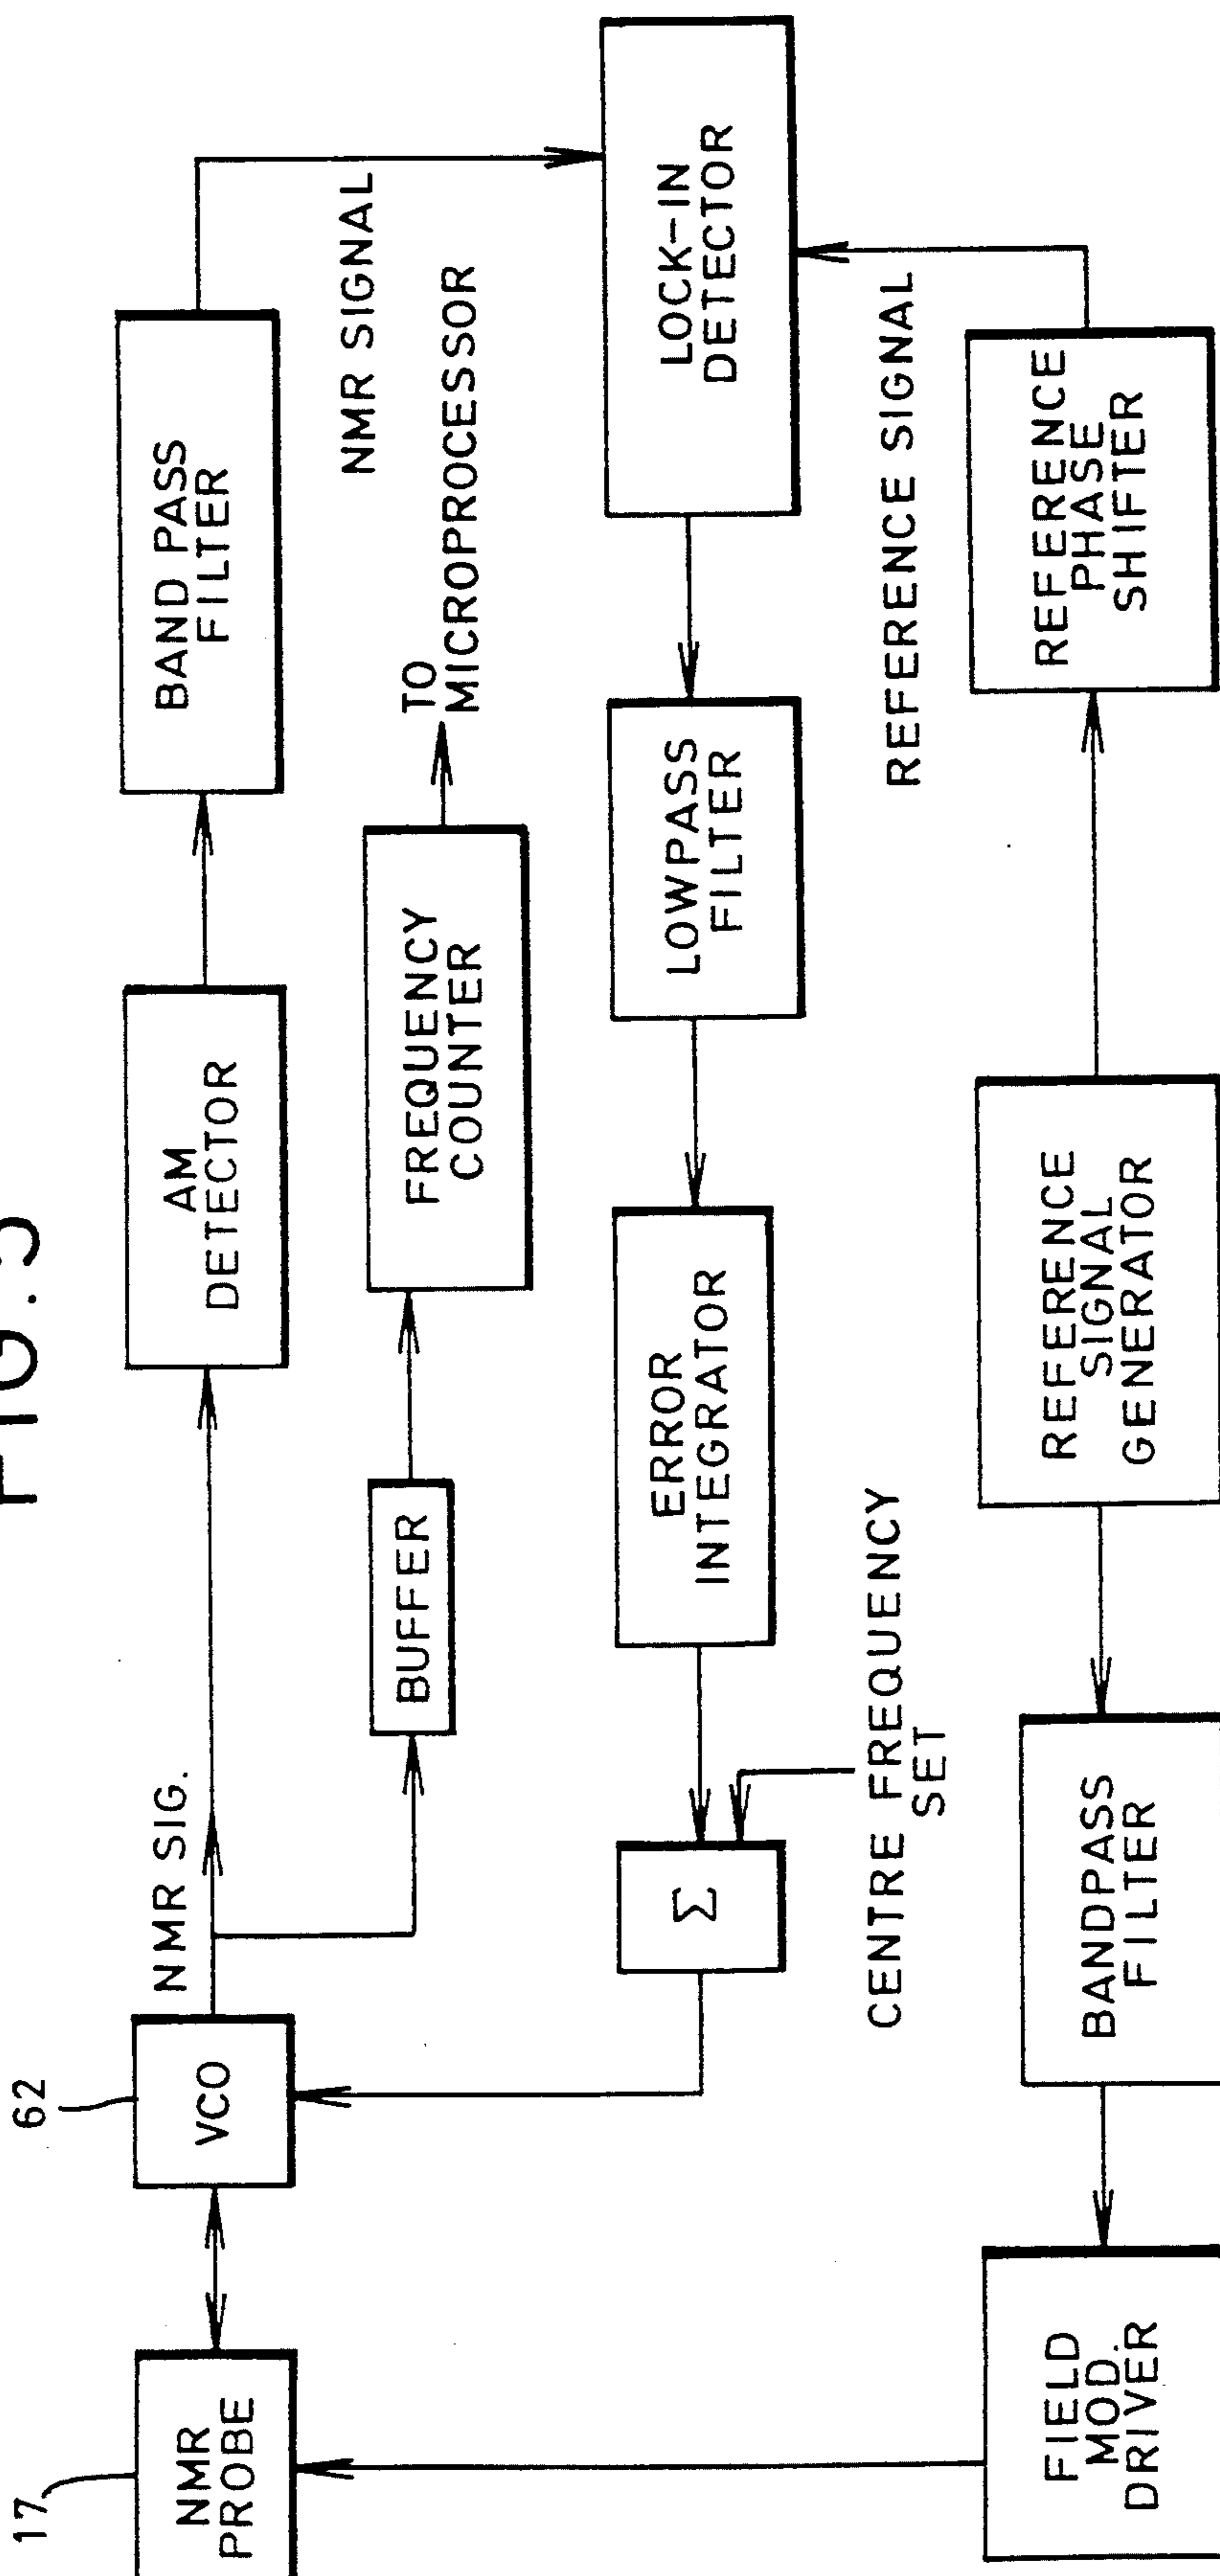 17
62
NMR
PROBE
VCO
NMR SIG.
AM
DETECTOR
BAND PASS
FILTER
NMR SIGNAL
BUFFER
FREQUENCY
COUNTER
TO
MICROPROCESSOR
Σ
ERROR
INTEGRATOR
LOWPASS
FILTER
LOCK-IN
DETECTOR
CENTRE FREQUENCY
SET
REFERENCE SIGNAL
FIELD
MOD.
DRIVER
BANDPASS
FILTER
REFERENCE
SIGNAL
GENERATOR
REFERENCE
PHASE
SHIFTER